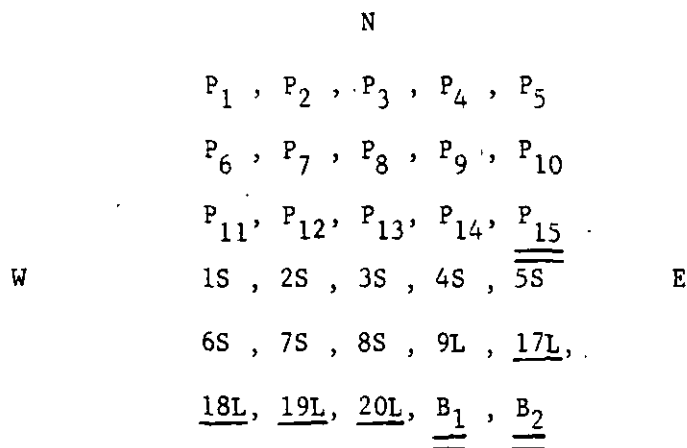 N
P1 , P2 , P3 , P4 , P5
P6 , P7 , P8 , P9 , P10
P11, P12, P13, P14, P15
W 1S , 2S , 3S , 4S , 5S E
6S , 7S , 8S , 9L , 17L,
18L, 19L, 20L, B1 , B2